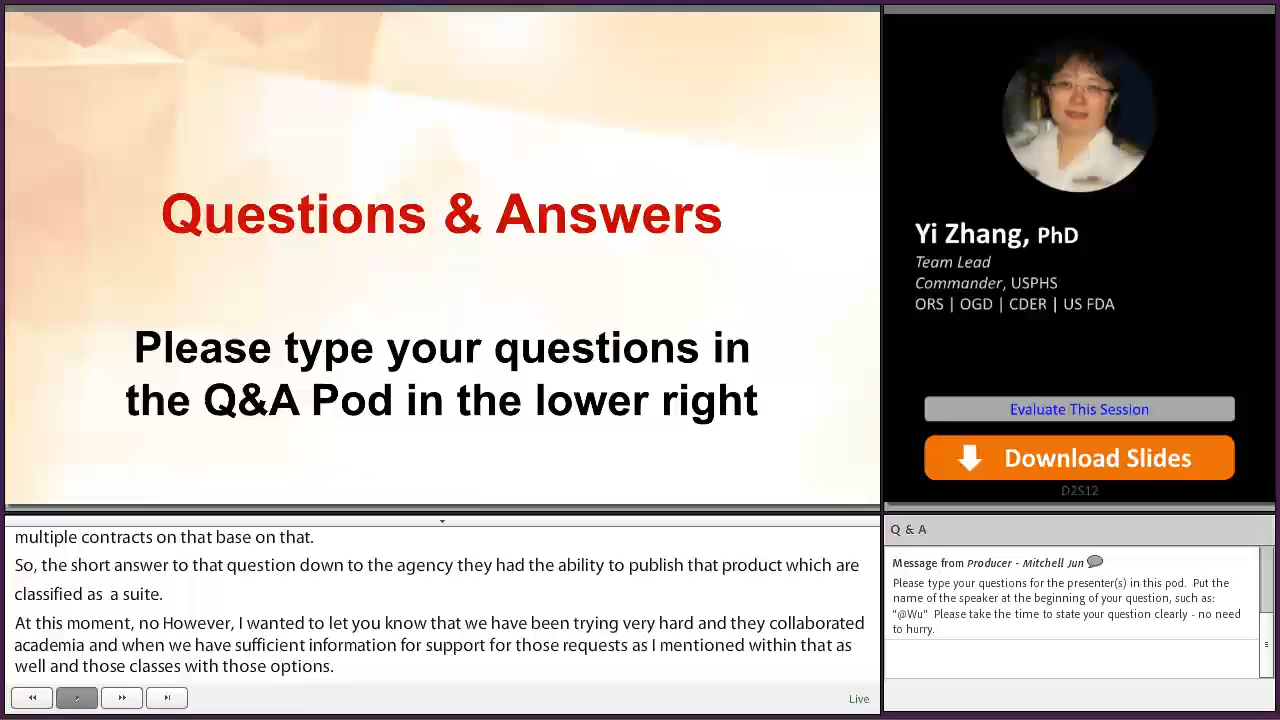 Questions & Answers
Please type your questions in
the Q&A Pod in the lower right
Yi Zhang, PhD
Team Lead
Commander, USPHS
ORS | OGD | CDER | US FDA
Evaluate This Session
Download Slides
D2S12
multiple contracts on that base on that.
So, the short answer to that question down to the agency they had the ability to publish that product which are
classified as a suite.
At this moment, no However, I wanted to let you know that we have been trying very hard and they collaborated
academia and when we have sufficient information for support for those requests as I mentioned within that as
well and those classes with those options.
Live
Q & A
Message from Producer - Mitchell Jun
Please type your questions for the presenter(s) in this pod. Put the
name of the speaker at the beginning of your question, such as:
"@Wu" Please take the time to state your question clearly - no need
to hurry.